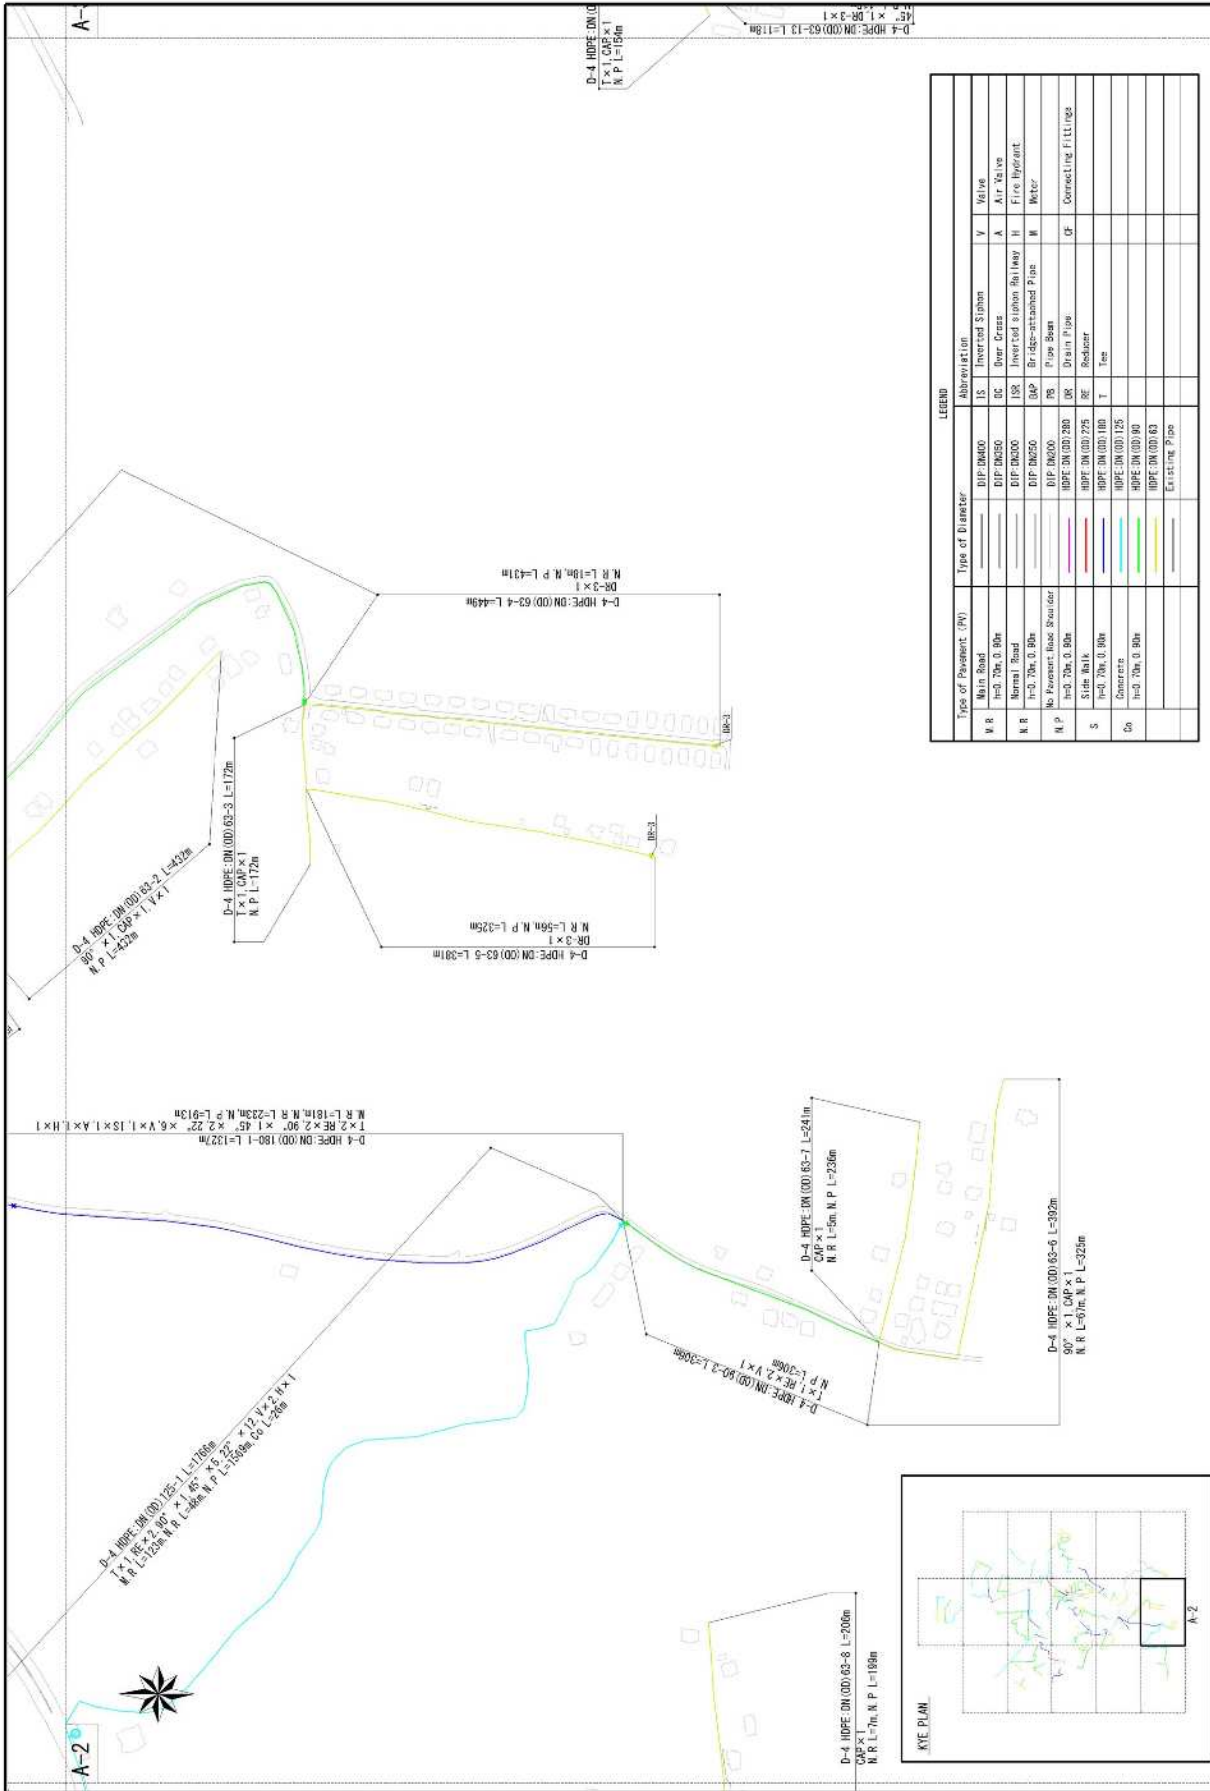 A-2
D-4 HDPE:DN(OD)125-1 L=1766m
T×1, RE×2, 90° ×1, 45° ×6, 22° ×12, V×2, H×1
M.R L=123m, N.R L=48m, N.P L=1569m, Co L=26m
D-4 HDPE:DN(OD)180-1 L=1327m
T×2, RE×2, 90° ×1, 45° ×2, 22° ×6, V×1, IS×1, A×1, H×1
M.R L=181m, N.R L=233m, N.P L=913m
D-4 HDPE:DN(OD)63-2 L=432m
90° ×1, CAP×1, V×1
N.P L=432m
D-4 HDPE:DN(OD)63-3 L=172m
T×1, CAP×1
N.P L=172m
D-4 HDPE:DN(OD)63-4 L=449m
DR-3×1
N.R L=18m, N.P L=431m
D-4 HDPE:DN(OD)63-5 L=381m
DR-3×1
N.R L=56m, N.P L=325m
DR-3
DR-3
D-4 HDPE:DN(OD)90-3 L=306m
T×1, RE×2, V×1
N.P L=306m
D-4 HDPE:DN(OD)63-7 L=241m
CAP×1
N.R L=5m, N.P L=236m
D-4 HDPE:DN(OD)63-6 L=392m
90° ×1, CAP×1
N.R L=67m, N.P L=325m
D-4 HDPE:DN(OD)63-8 L=206m
CAP×1
N.R L=7m, N.P L=199m
D-4 HDPE:DN(O
T×1, CAP×1
N.P L=154m
D-4 HDPE:DN(OD)63-13 L=118m
45° ×1, DR-3×1
KYE PLAN
A-2
LEGEND
Type of Pavement (PV) Type of Diameter Abbreviation
M.R Main Road DIP:DN400 IS Inverted Siphon V Valve
h=0.70m, 0.90m DIP:DN350 OC Over Cross A Air Valve
N.R Normal Road DIP:DN300 ISR Inverted siphon Railway H Fire Hydrant
h=0.70m, 0.90m DIP:DN250 BAP Bridge-attached Pipe M Motor
N.P No Pavement Road Shoulder DIP:DN200 PB Pipe Beam
h=0.70m, 0.90m HDPE:DN(OD)280 DR Drain Pipe CF Connecting Fittings
S Side Walk HDPE:DN(OD)225 RE Reducer
h=0.70m, 0.90m HDPE:DN(OD)180 T Tee
Co Concrete HDPE:DN(OD)125
h=0.70m, 0.90m HDPE:DN(OD)90
HDPE:DN(OD)63
Existing Pipe